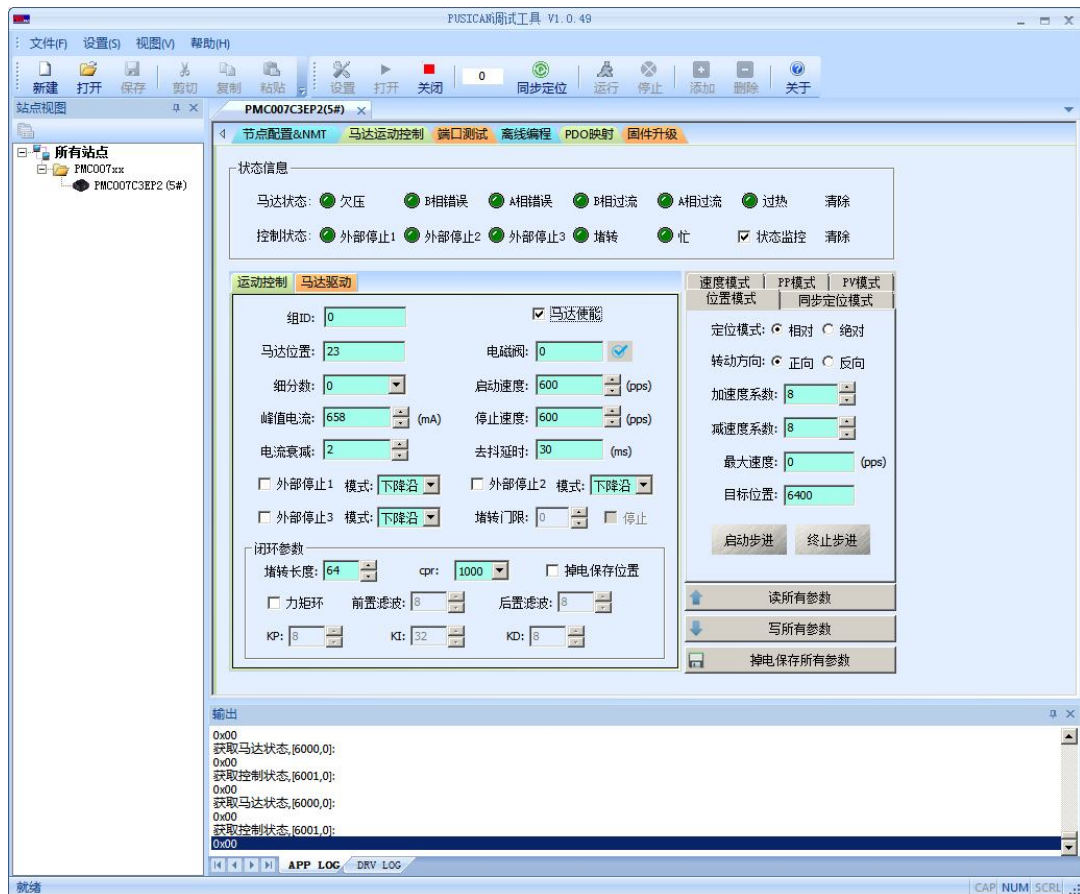 PUSICAN调试工具 V1.0.49
文件(F) 设置(S) 视图(V) 帮助(H)
新建 打开 保存 剪切 复制 粘贴 设置 打开 关闭 0 同步定位 运行 停止 添加 删除 关于
站点视图
所有站点
PMC007xx
PMC007C3EP2(5#)
PMC007C3EP2(5#)
节点配置&NMT 马达运动控制 端口测试 离线编程 PDO映射 固件升级
状态信息
马达状态: 欠压 B相错误 A相错误 B相过流 A相过流 过热 清除
控制状态: 外部停止1 外部停止2 外部停止3 堵转 忙 状态监控 清除
运动控制 马达驱动
组ID: 0 马达使能
马达位置: 23 电磁阀: 0
细分数: 0 启动速度: 600 (pps)
峰值电流: 658 (mA) 停止速度: 600 (pps)
电流衰减: 2 去抖延时: 30 (ms)
外部停止1 模式: 下降沿 外部停止2 模式: 下降沿
外部停止3 模式: 下降沿 堵转门限: 0 停止
闭环参数
堵转长度: 64 cpr: 1000 掉电保存位置
力矩环 前置滤波: 8 后置滤波: 8
KP: 8 KI: 32 KD: 8
速度模式 PP模式 PV模式
位置模式 同步定位模式
定位模式: 相对 绝对
转动方向: 正向 反向
加速度系数: 8
减速度系数: 8
最大速度: 0 (pps)
目标位置: 6400
启动步进 终止步进
读所有参数
写所有参数
掉电保存所有参数
输出
0x00
获取马达状态,[6000,0]:
0x00
获取控制状态,[6001,0]:
0x00
获取马达状态,[6000,0]:
0x00
获取控制状态,[6001,0]:
0x00
APP LOG DRV LOG
就绪 CAP NUM SCRL